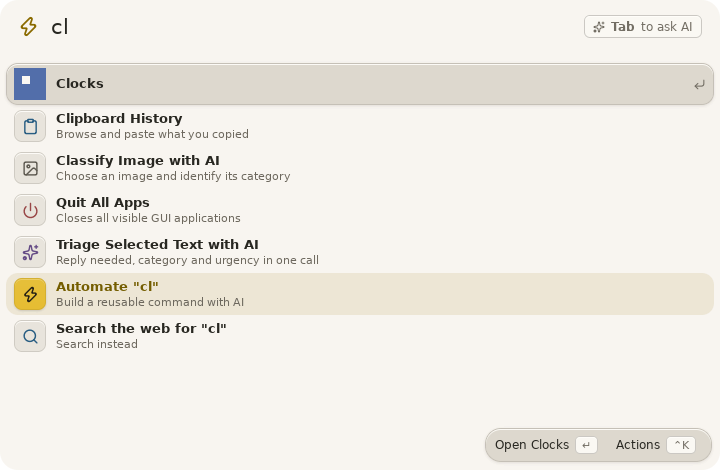 cl
Tab to ask AI
Clocks
Clipboard History
Browse and paste what you copied
Classify Image with AI
Choose an image and identify its category
Quit All Apps
Closes all visible GUI applications
Triage Selected Text with AI
Reply needed, category and urgency in one call
Automate "cl"
Build a reusable command with AI
Search the web for "cl"
Search instead
Open Clocks ↵ Actions ^K